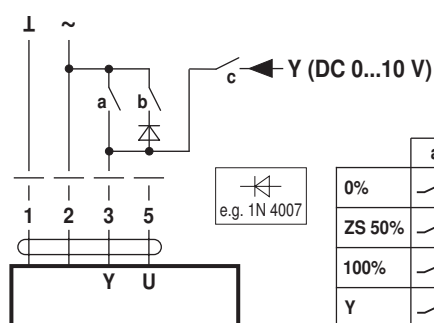 ⊥ ~
a b c Y (DC 0...10 V)
e.g. 1N 4007
1 2 3 5
Y U
a
0%
ZS 50%
100%
Y